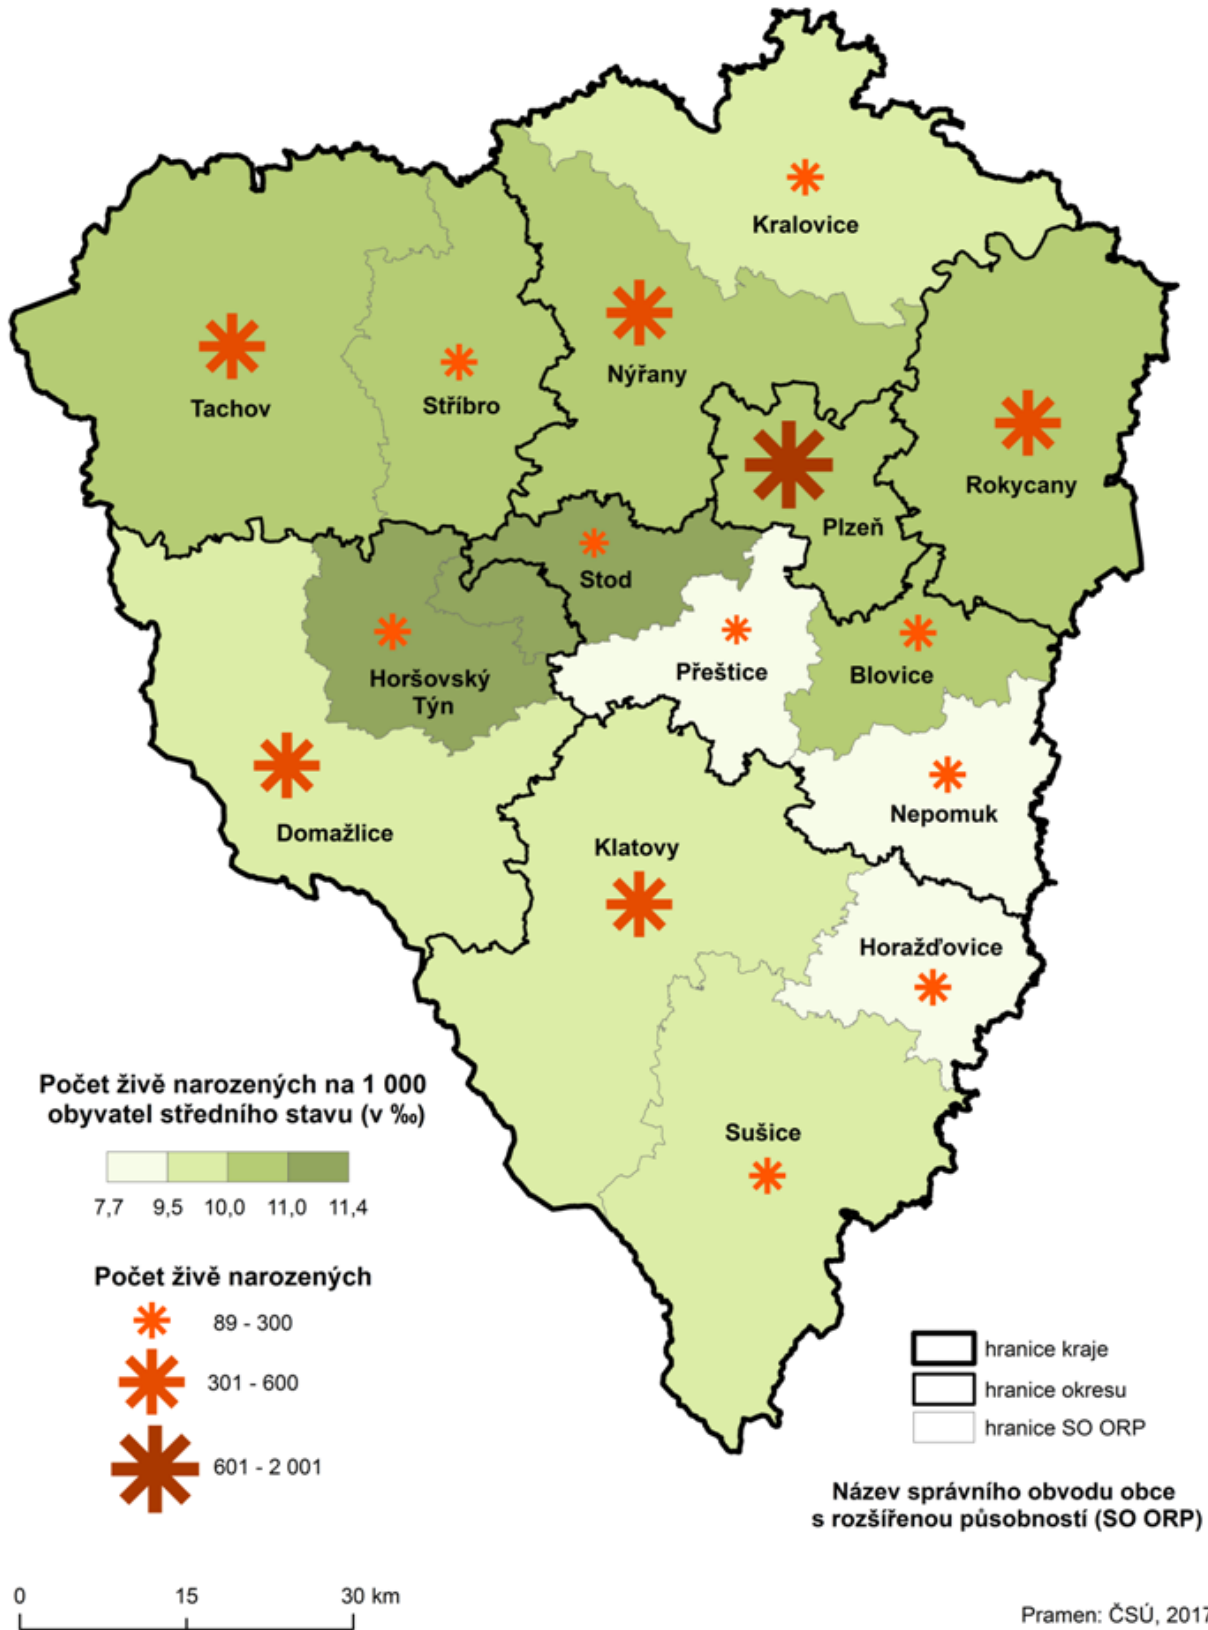 Kralovice
Nýřany
Tachov
Stříbro
Rokycany
Plzeň
Stod
Horšovský
Týn
Přeštice
Blovice
Nepomuk
Domažlice
Klatovy
Horažďovice
Sušice
Počet živě narozených na 1 000
obyvatel středního stavu (v ‰)
7,7 9,5 10,0 11,0 11,4
Počet živě narozených
89 - 300
301 - 600
601 - 2 001
hranice kraje
hranice okresu
hranice SO ORP
Název správního obvodu obce
s rozšířenou působností (SO ORP)
0 15 30 km
Pramen: ČSÚ, 2017